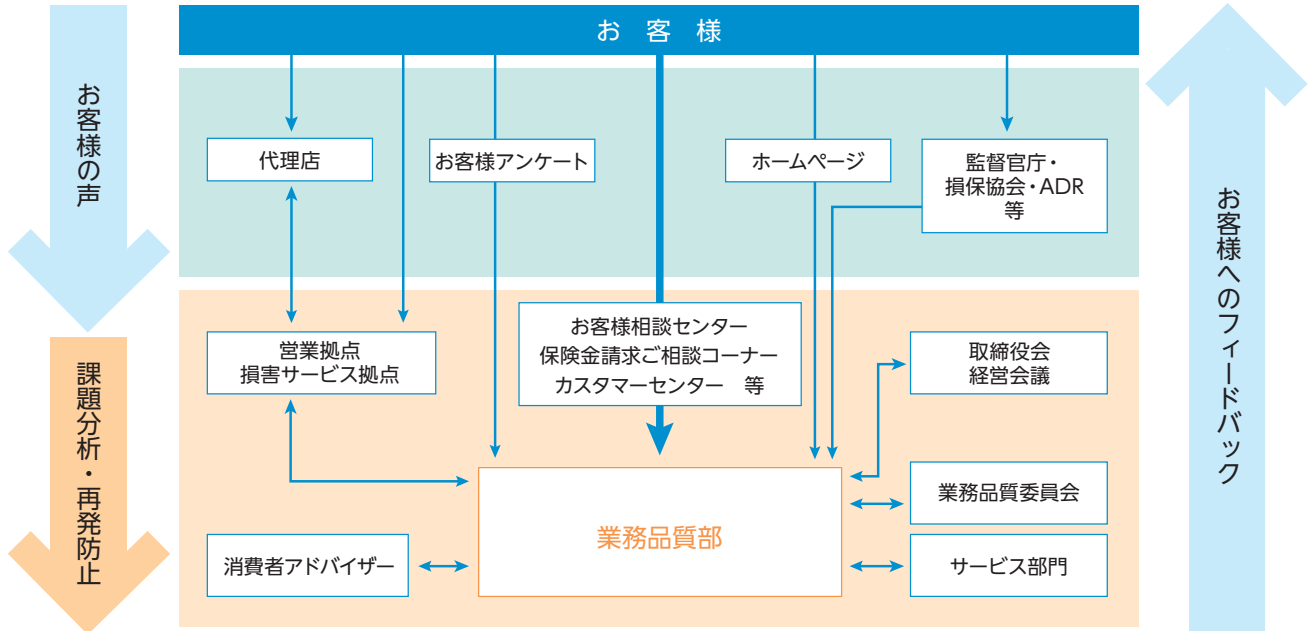 お客様
お客様の声
代理店
お客様アンケート
ホームページ
監督官庁・
損保協会・ADR
等
お客様へのフィードバック
課題分析・再発防止
営業拠点
損害サービス拠点
お客様相談センター
保険金請求ご相談コーナー
カスタマーセンター　等
取締役会
経営会議
業務品質部
業務品質委員会
消費者アドバイザー
サービス部門